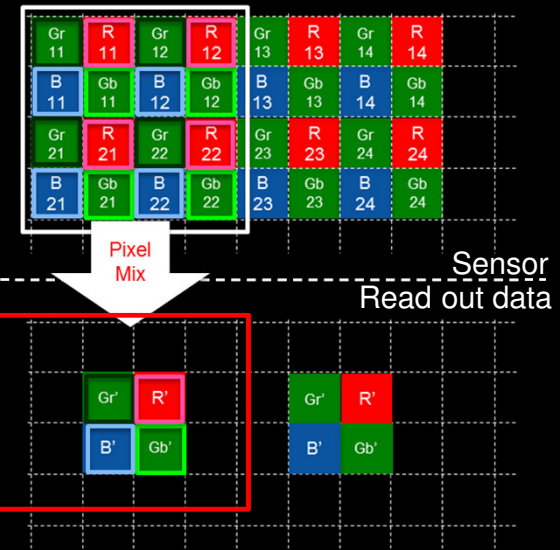 Gr R Gr R Gr R Gr R
11 11 12 12 13 13 14 14
B Gb B Gb B Gb B Gb
11 11 12 12 13 13 14 14
Gr R Gr R Gr R Gr R
21 21 22 22 23 23 24 24
B Gb B Gb B Gb B Gb
21 21 22 22 23 23 24 24
Pixel
Mix
Sensor
Read out data
Gr' R' Gr' R'
B' Gb' B' Gb'